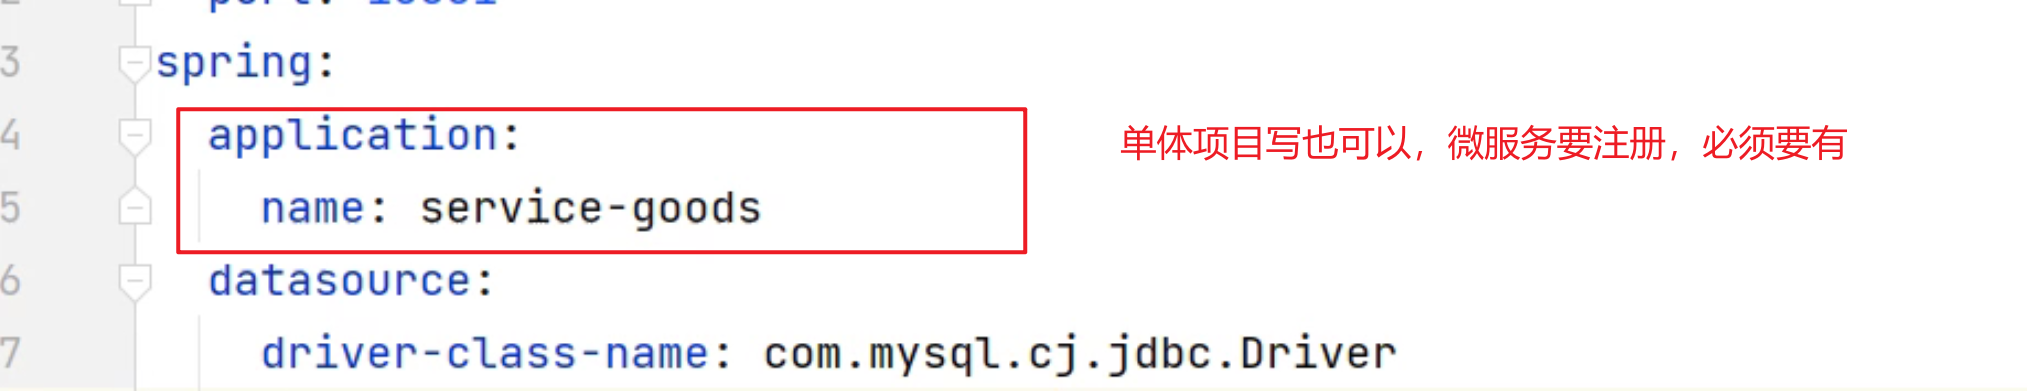 3 spring:
4 application: 单体项目写也可以，微服务要注册，必须要有
5 name: service-goods
6 datasource:
7 driver-class-name: com.mysql.cj.jdbc.Driver